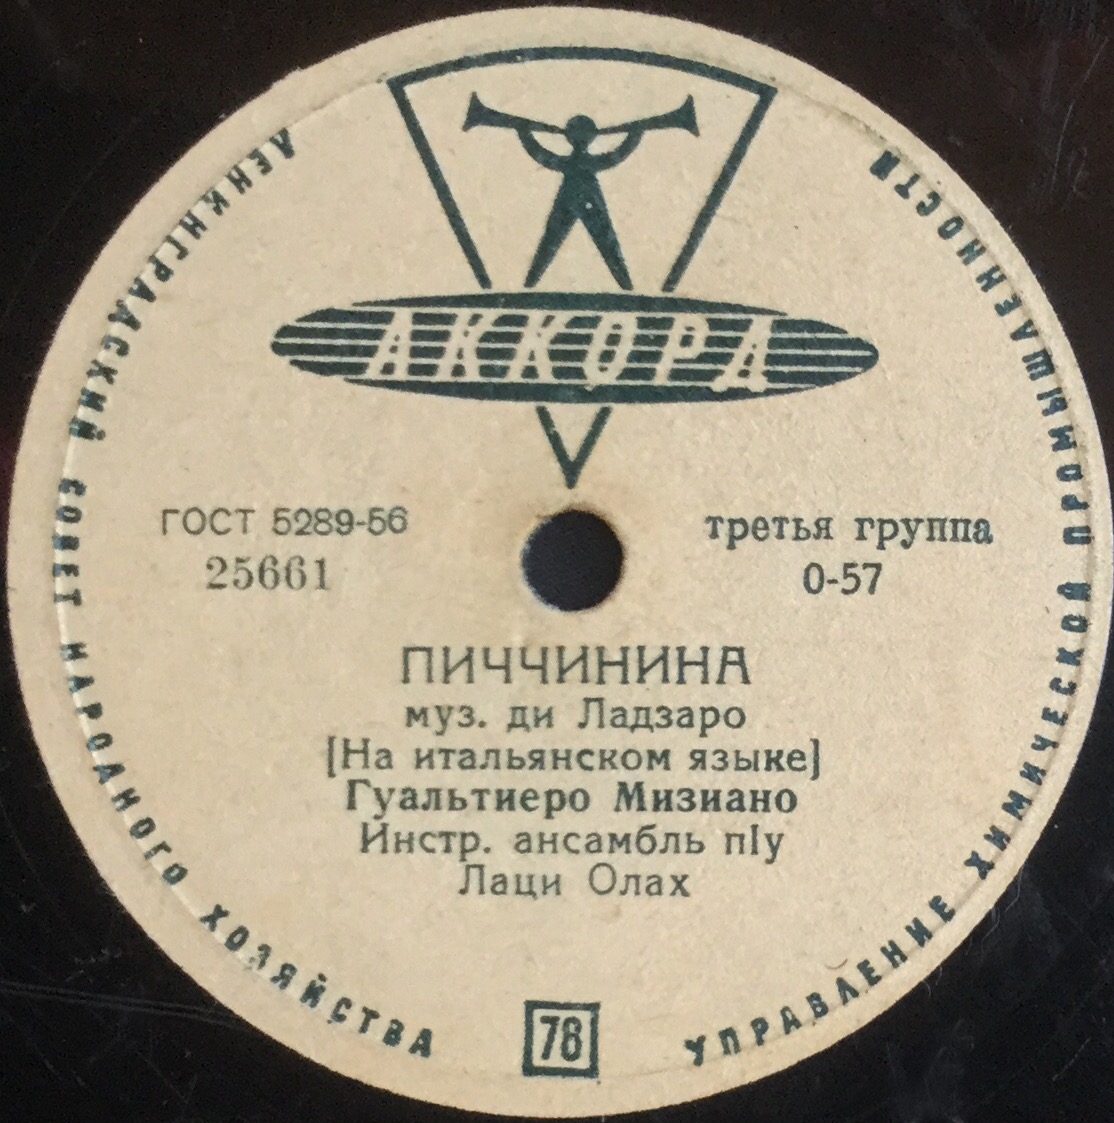 АККОРД
ЛЕНИНГРАДСКИЙ СОВЕТ НАРОДНОГО ХОЗЯЙСТВА
УПРАВЛЕНИЕ ХИМИЧЕСКОЙ ПРОМЫШЛЕННОСТИ
ГОСТ 5289-56
25661
третья группа
0-57
ПИЧЧИНИНА
муз. ди Ладзаро
[На итальянском языке]
Гуальтиеро Мизиано
Инстр. ансамбль п/у
Лаци Олах
78